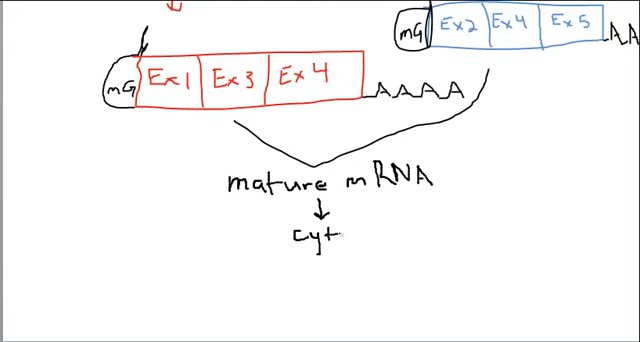 mG Ex2 Ex4 Ex5 AA
mG Ex1 Ex3 Ex4 AAAA
mature mRNA
Cyt